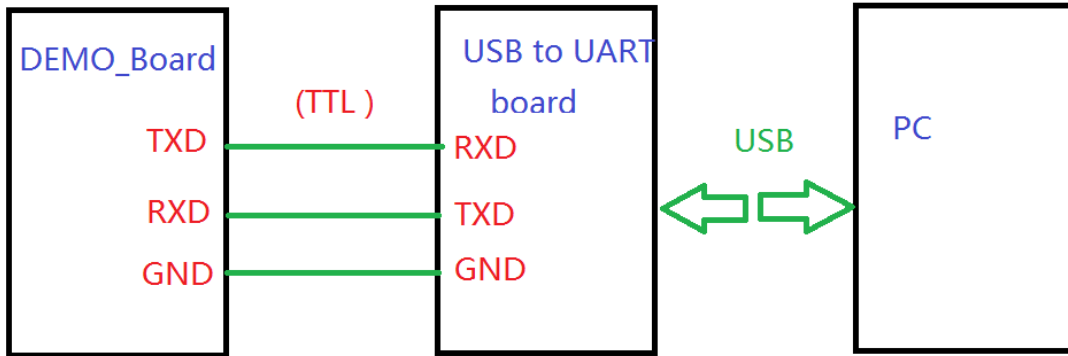 DEMO_Board
TXD
RXD
GND
(TTL )
USB to UART
board
RXD
TXD
GND
USB
PC